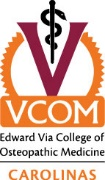 VCOM
Edward Via College of
Osteopathic Medicine
CAROLINAS